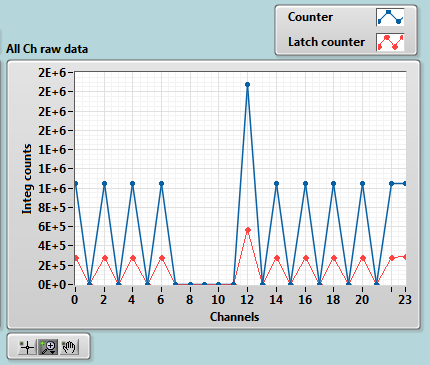 Counter
Latch counter
All Ch raw data
2E+6
2E+6
2E+6
2E+6
1E+6
1E+6
1E+6
8E+5
6E+5
4E+5
2E+5
0E+0
Integ counts
0 2 4 6 8 10 12 14 16 18 20 23
Channels